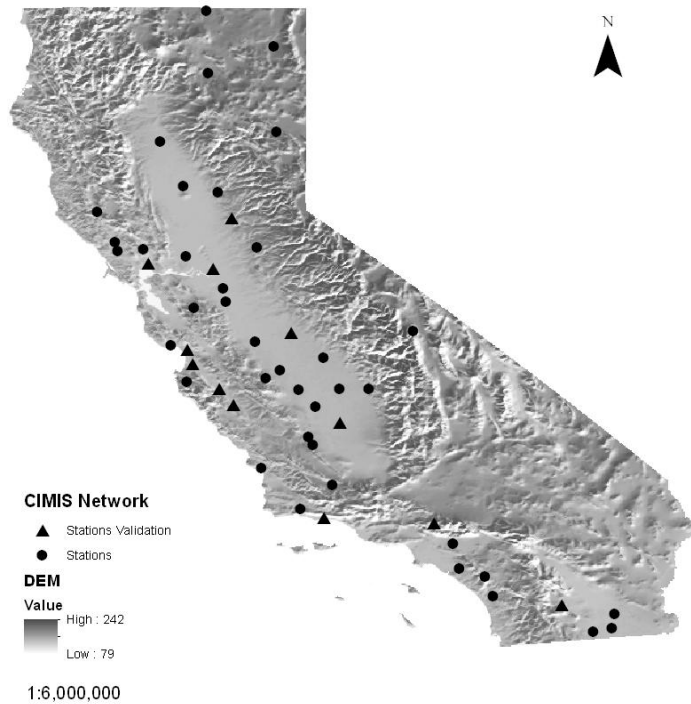 N
CIMIS Network
Stations Validation
Stations
DEM
Value
High : 242
Low : 79
1:6,000,000